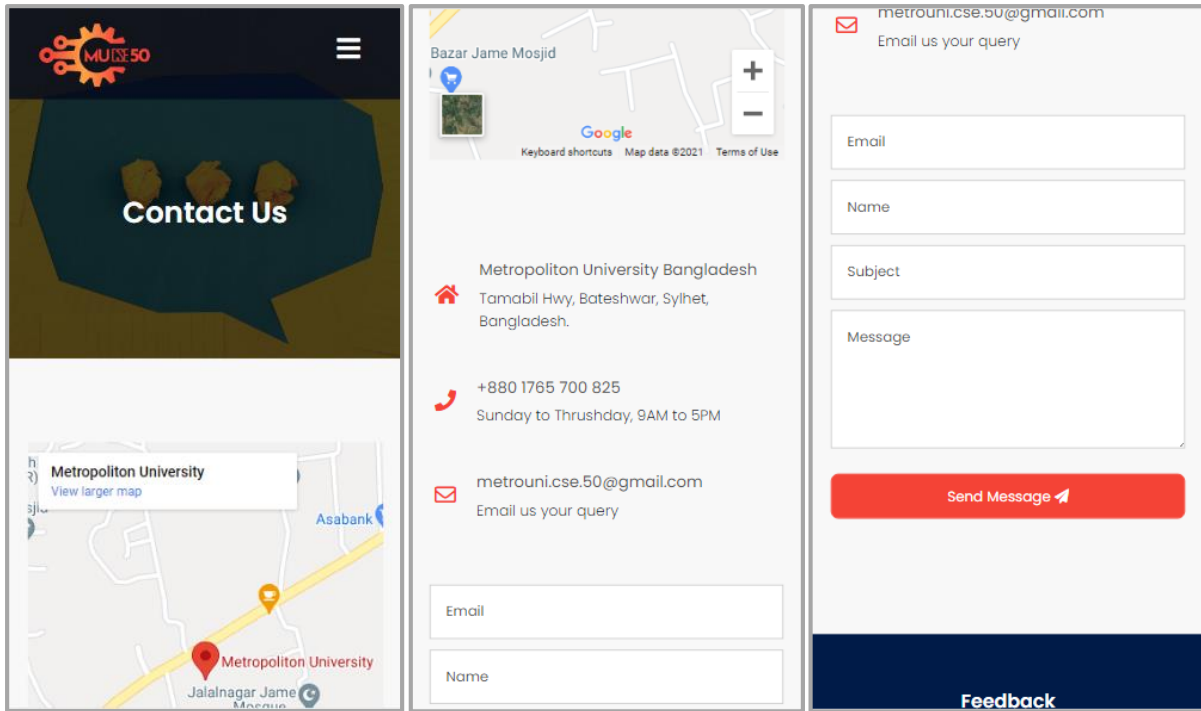 MU CSE 50
Contact Us
Metropoliton University
View larger map
Asabank
Metropoliton University
Jalalnagar Jame
Mosque
Bazar Jame Mosjid
+
−
Google
Keyboard shortcuts Map data ©2021 Terms of Use
Metropoliton University Bangladesh
Tamabil Hwy, Bateshwar, Sylhet,
Bangladesh.
+880 1765 700 825
Sunday to Thrushday, 9AM to 5PM
metrouni.cse.50@gmail.com
Email us your query
Email
Name
metrouni.cse.50@gmail.com
Email us your query
Email
Name
Subject
Message
Send Message
Feedback